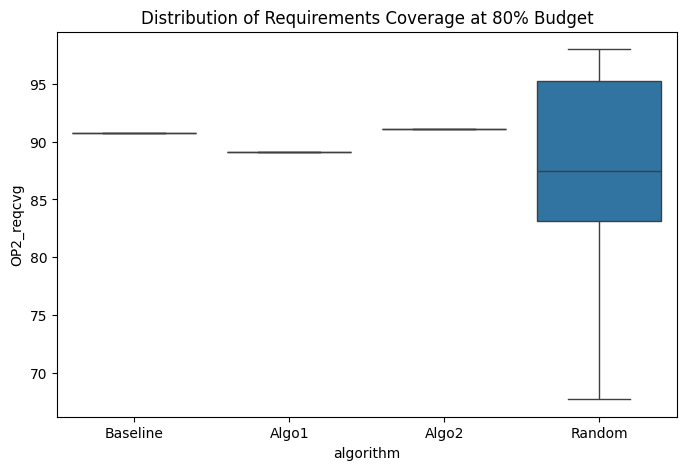 Distribution of Requirements Coverage at 80% Budget
OP2_reqcvg
95
90
85
80
75
70
Baseline
Algo1
Algo2
Random
algorithm